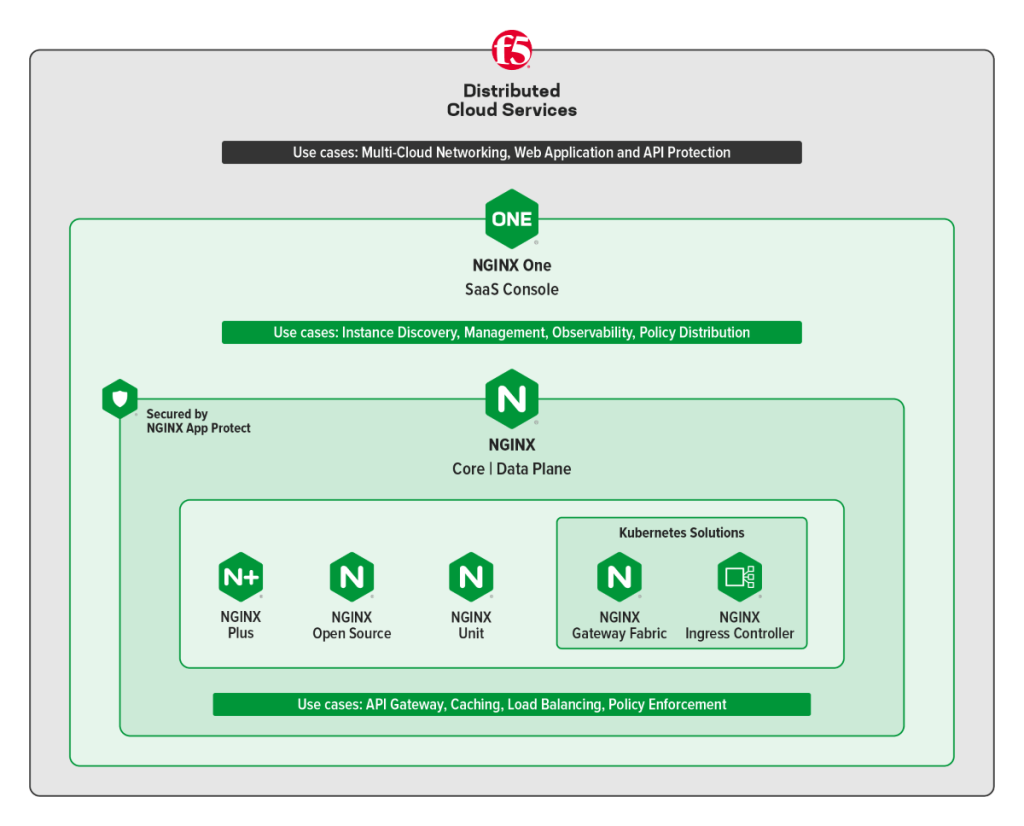 f5
Distributed
Cloud Services
Use cases: Multi-Cloud Networking, Web Application and API Protection
ONE
NGINX One
SaaS Console
Use cases: Instance Discovery, Management, Observability, Policy Distribution
Secured by
NGINX App Protect
N
NGINX
Core | Data Plane
Kubernetes Solutions
N+
NGINX
Plus
N
NGINX
Open Source
N
NGINX
Unit
N
NGINX
Gateway Fabric
NGINX
Ingress Controller
Use cases: API Gateway, Caching, Load Balancing, Policy Enforcement